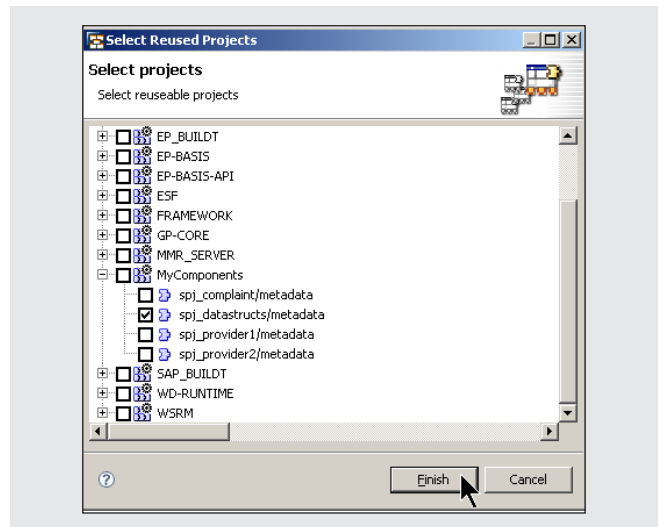 Select Reused Projects
Select projects
Select reuseable projects
EP_BUILDT
EP-BASIS
EP-BASIS-API
ESF
FRAMEWORK
GP-CORE
MMR_SERVER
MyComponents
spj_complaint/metadata
spj_datastructs/metadata
spj_provider1/metadata
spj_provider2/metadata
SAP_BUILDT
WD-RUNTIME
WSRM
?
Finish Cancel